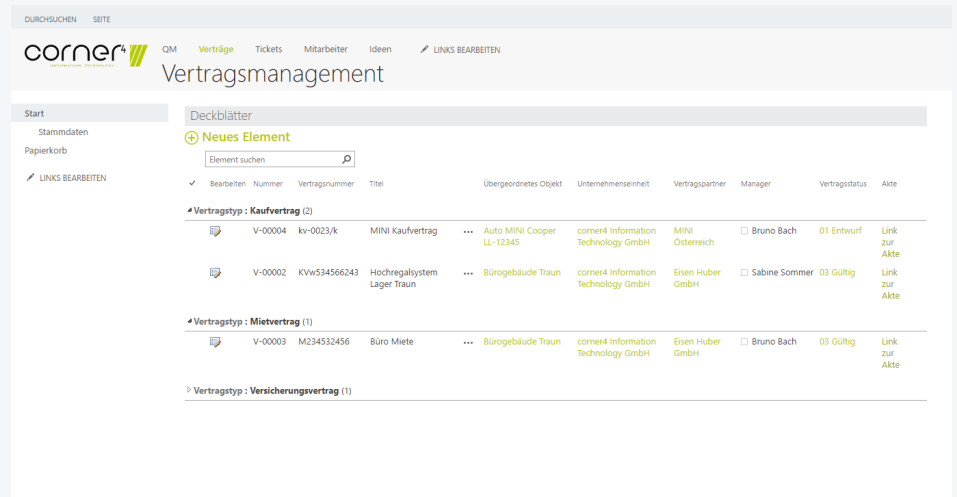 DURCHSUCHEN SEITE
corner4
INFORMATION TECHNOLOGY
QM Verträge Tickets Mitarbeiter Ideen LINKS BEARBEITEN
Vertragsmanagement
Start
Stammdaten
Papierkorb
LINKS BEARBEITEN
Deckblätter
Neues Element
Element suchen
Bearbeiten Nummer Vertragsnummer Titel Übergeordnetes Objekt Unternehmenseinheit Vertragspartner Manager Vertragsstatus Akte
Vertragstyp : Kaufvertrag (2)
V-00004 kv-0023/k MINI Kaufvertrag ... Auto MINI Cooper corner4 Information MINI Bruno Bach 01 Entwurf Link
LL-12345 Technology GmbH Österreich zur
Akte
V-00002 KVw534566243 Hochregalsystem ... Bürogebäude Traun corner4 Information Eisen Huber Sabine Sommer 03 Gültig Link
Lager Traun Technology GmbH GmbH zur
Akte
Vertragstyp : Mietvertrag (1)
V-00003 M234532456 Büro Miete ... Bürogebäude Traun corner4 Information Eisen Huber Bruno Bach 03 Gültig Link
Technology GmbH GmbH zur
Akte
Vertragstyp : Versicherungsvertrag (1)